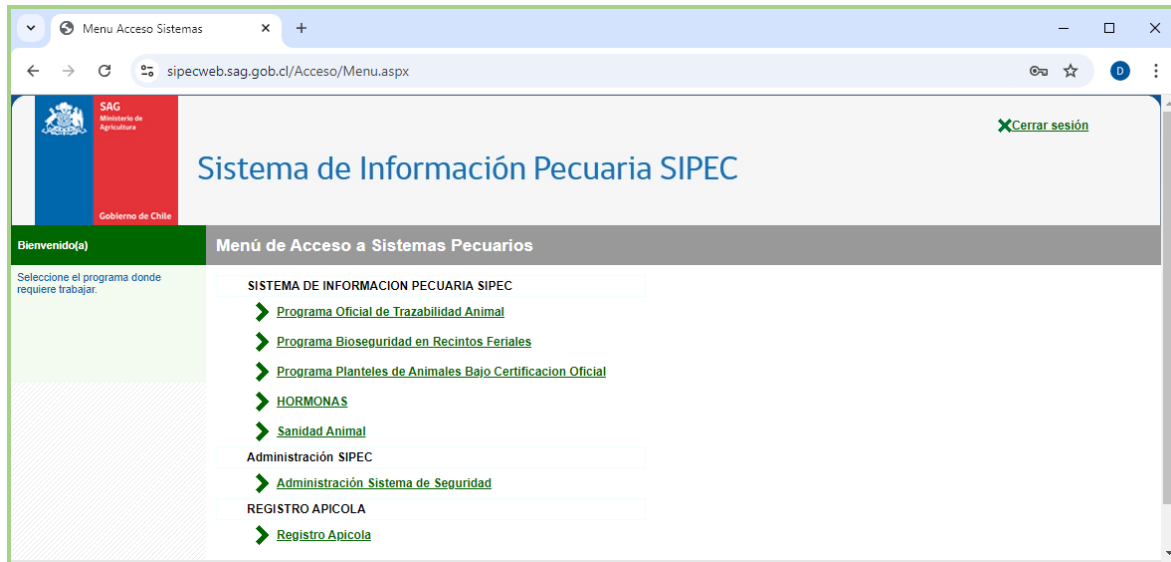 Menu Acceso Sistemas
sipecweb.sag.gob.cl/Acceso/Menu.aspx
D
SAG
Ministerio de
Agricultura
Gobierno de Chile
Cerrar sesión
Sistema de Información Pecuaria SIPEC
Bienvenido(a)
Menú de Acceso a Sistemas Pecuarios
Seleccione el programa donde
requiere trabajar.
SISTEMA DE INFORMACION PECUARIA SIPEC
Programa Oficial de Trazabilidad Animal
Programa Bioseguridad en Recintos Feriales
Programa Planteles de Animales Bajo Certificacion Oficial
HORMONAS
Sanidad Animal
Administración SIPEC
Administración Sistema de Seguridad
REGISTRO APICOLA
Registro Apicola